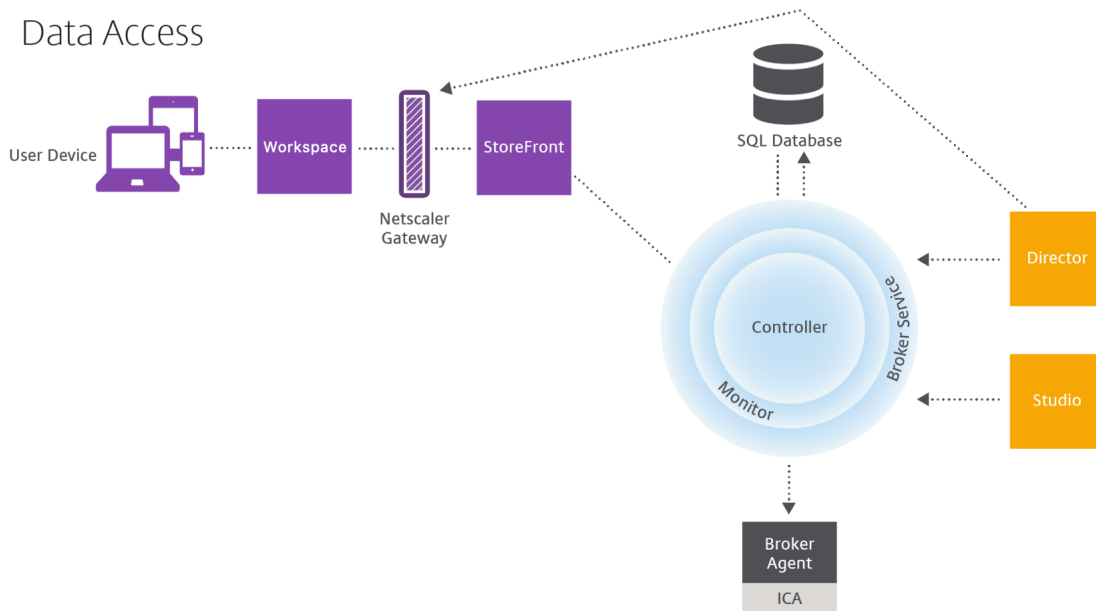 Data Access
User Device
Workspace
Netscaler
Gateway
StoreFront
SQL Database
Controller
Monitor
Broker Service
Director
Studio
Broker
Agent
ICA